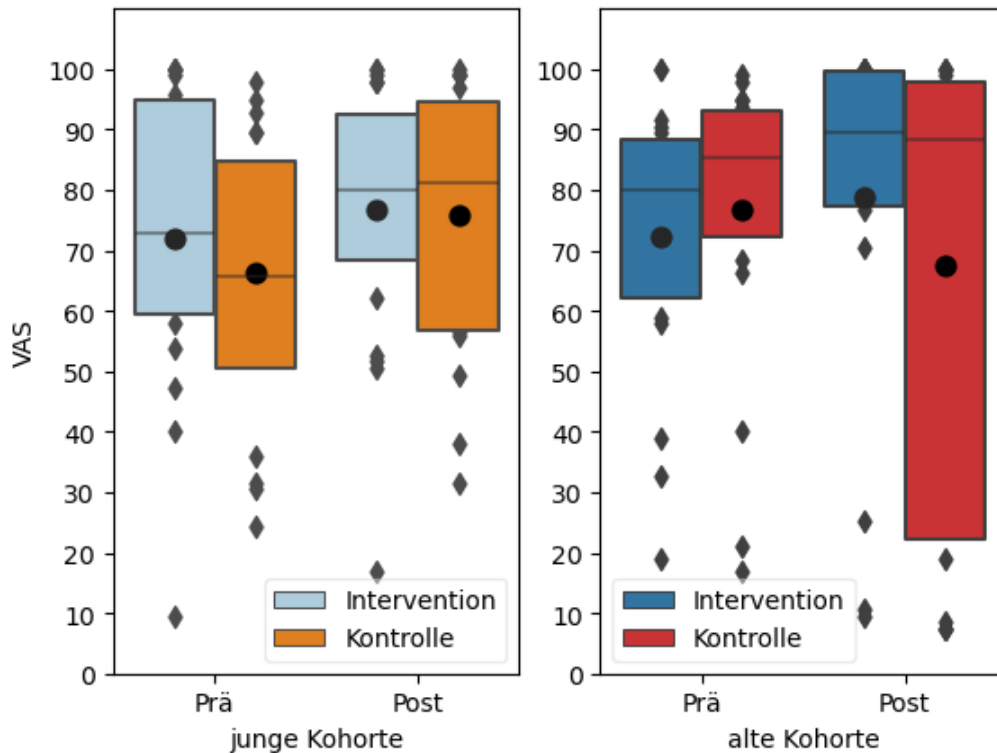 VAS
100
90
80
70
60
50
40
30
20
10
0
Intervention
Kontrolle
Prä
Post
junge Kohorte
100
90
80
70
60
50
40
30
20
10
0
Intervention
Kontrolle
Prä
Post
alte Kohorte